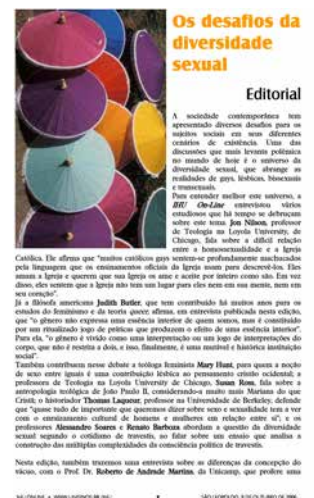 Os desafios da
diversidade
sexual
Editorial
A sociedade contemporânea tem
apresentado diversos desafios para os
sujeitos sociais em seus diferentes
cenários de existência. Uma das
discussões que mais levanta polêmica
no mundo de hoje é o universo da
diversidade sexual, que abrange as
realidades de gays, lésbicas, bissexuais
e transexuais.
Para entender melhor este universo, a
IHU On-Line entrevistou vários
estudiosos que há tempo se debruçam
sobre este tema. Jon Nilson, professor
de Teologia na Loyola University, de
Chicago, fala sobre a difícil relação
entre a homossexualidade e a Igreja
Católica. Ele afirma que "muitos católicos gays sentem-se profundamente machucados
pela linguagem que os ensinamentos oficiais da Igreja usam para descrevê-los. Eles
amam a Igreja e querem que sua Igreja os ame e aceite por inteiro como são. Em vez
disso, eles sentem que a Igreja não tem um lugar para eles nem em sua mente, nem em
seu coração".
Já a filósofa americana Judith Butler, que tem contribuído há muitos anos para os
estudos do feminismo e da teoria queer, afirma, em entrevista publicada nesta edição,
que "o gênero não expressa uma essência interior de quem somos, mas é constituído
por um ritualizado jogo de práticas que produzem o efeito de uma essência interior".
Para ela, "o gênero é vivido como uma interpretação ou um jogo de interpretações do
corpo, que não é restrita a dois, e isso, finalmente, é uma mutável e histórica instituição
social".
Também contribuem nesse debate a teóloga feminista Mary Hunt, para quem a noção
de sexo entre iguais é uma contribuição lésbica ao pensamento cristão ocidental; a
professora de Teologia na Loyola University de Chicago, Susan Ross, fala sobre a
antropologia teológica de João Paulo II, considerando-a muito mais Mariana do que
Cristã; o historiador Thomas Laqueur, professor na Universidade de Berkeley, defende
que "quase tudo de importante que queremos dizer sobre sexo e sexualidade tem a ver
com o ensinamento cultural de homens e mulheres em relação entre si"; e os
professores Alessandro Soares e Renato Barboza abordam a questão da diversidade
sexual segundo o cotidiano de travestis, ao falar sobre um ensaio que analisa a
construção das múltiplas complexidades da consciência política de travestis.
Nesta edição, também trazemos uma entrevista sobre as diferenças da concepção do
vácuo, com o Prof. Dr. Roberto de Andrade Martins, da Unicamp, que profere uma